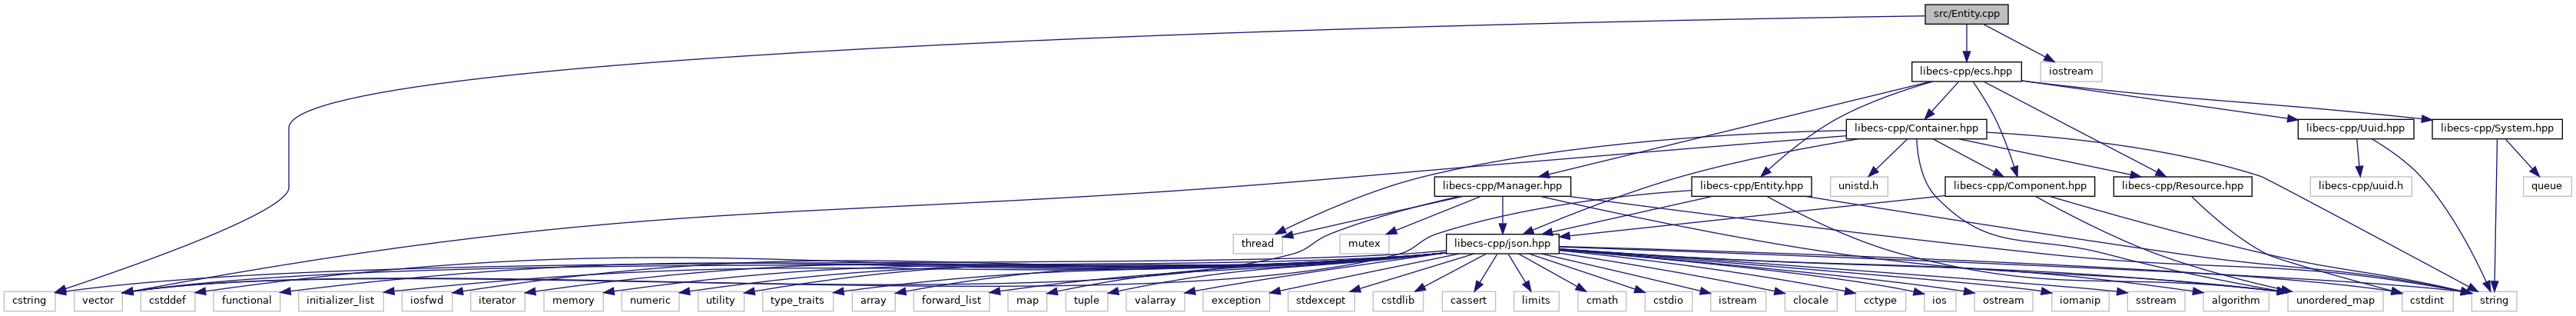 src/Entity.cpp
libecs-cpp/ecs.hpp
iostream
libecs-cpp/Container.hpp
libecs-cpp/Uuid.hpp
libecs-cpp/System.hpp
libecs-cpp/Manager.hpp
libecs-cpp/Entity.hpp
unistd.h
libecs-cpp/Component.hpp
libecs-cpp/Resource.hpp
libecs-cpp/uuid.h
queue
thread
mutex
libecs-cpp/json.hpp
cstring
vector
cstddef
functional
initializer_list
iosfwd
iterator
memory
numeric
utility
type_traits
array
forward_list
map
tuple
valarray
exception
stdexcept
cstdlib
cassert
limits
cmath
cstdio
istream
clocale
cctype
ios
ostream
iomanip
sstream
algorithm
unordered_map
cstdint
string